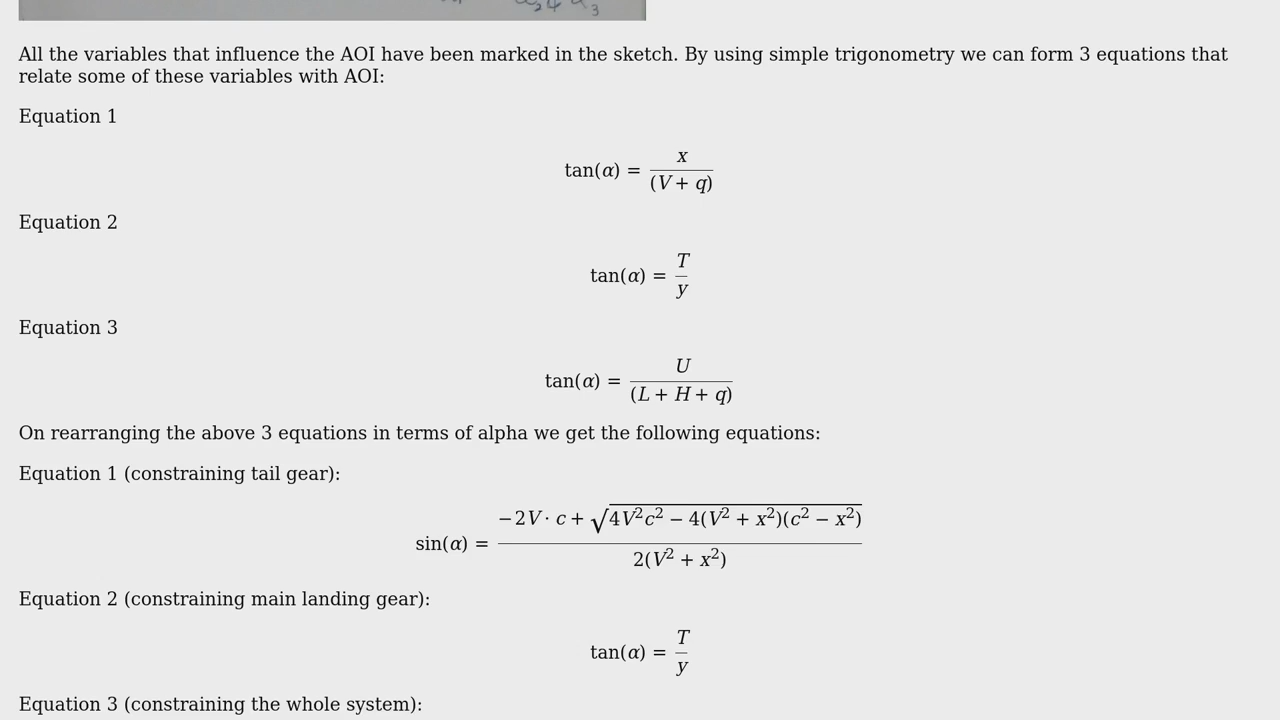 All the variables that influence the AOI have been marked in the sketch. By using simple trigonometry we can form 3 equations that
relate some of these variables with AOI:
Equation 1
tan(α) = x / (V + q)
Equation 2
tan(α) = T / y
Equation 3
tan(α) = U / (L + H + q)
On rearranging the above 3 equations in terms of alpha we get the following equations:
Equation 1 (constraining tail gear):
sin(α) = (−2V · c + √(4V²c² − 4(V² + x²)(c² − x²))) / (2(V² + x²))
Equation 2 (constraining main landing gear):
tan(α) = T / y
Equation 3 (constraining the whole system):